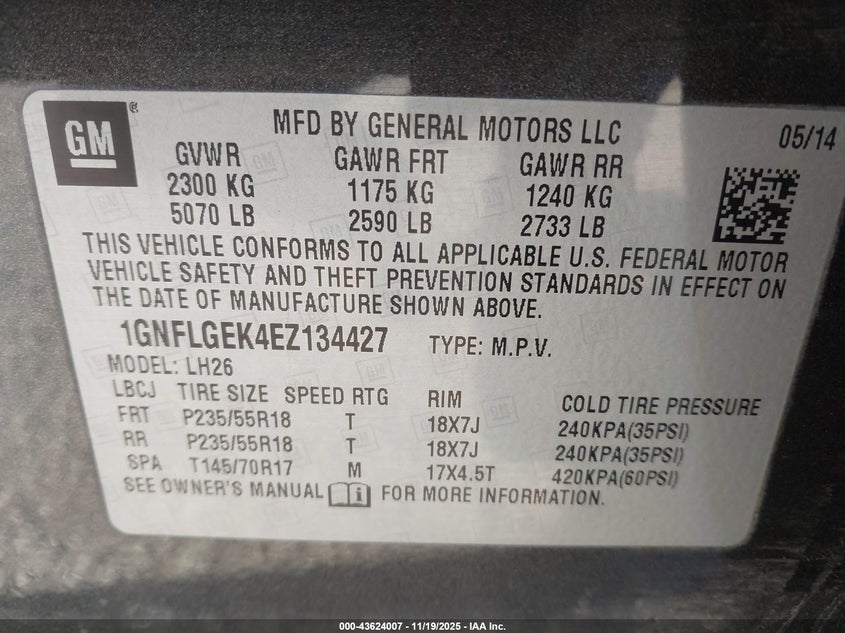 GM®
MFD BY GENERAL MOTORS LLC 05/14
GVWR GAWR FRT GAWR RR
2300 KG 1175 KG 1240 KG
5070 LB 2590 LB 2733 LB
THIS VEHICLE CONFORMS TO ALL APPLICABLE U.S. FEDERAL MOTOR
VEHICLE SAFETY AND THEFT PREVENTION STANDARDS IN EFFECT ON
THE DATE OF MANUFACTURE SHOWN ABOVE.
1GNFLGEK4EZ134427 TYPE: M.P.V.
MODEL: LH26
LBCJ TIRE SIZE SPEED RTG RIM COLD TIRE PRESSURE
FRT P235/55R18 T 18X7J 240KPA(35PSI)
RR P235/55R18 T 18X7J 240KPA(35PSI)
SPA T145/70R17 M 17X4.5T 420KPA(60PSI)
SEE OWNER'S MANUAL FOR MORE INFORMATION.
000-43624007 - 11/19/2025 - IAA Inc.